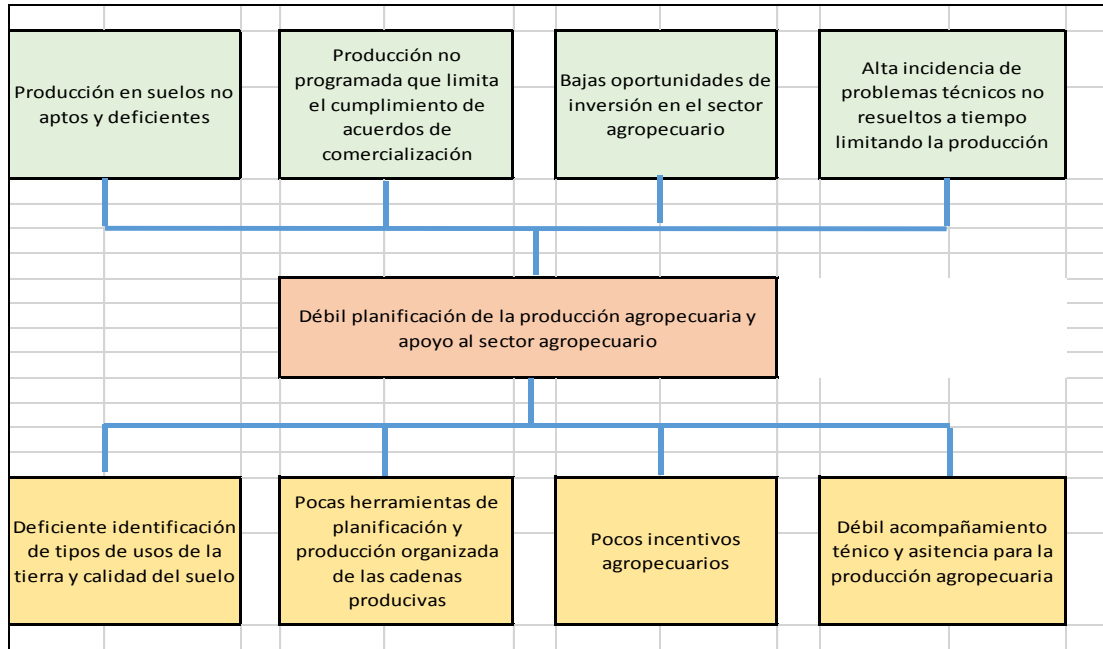 Producción en suelos no
aptos y deficientes
Producción no
programada que limita
el cumplimiento de
acuerdos de
comercialización
Bajas oportunidades de
inversión en el sector
agropecuario
Alta incidencia de
problemas técnicos no
resueltos a tiempo
limitando la producción
Débil planificación de la producción agropecuaria y
apoyo al sector agropecuario
Deficiente identificación
de tipos de usos de la
tierra y calidad del suelo
Pocas herramientas de
planificación y
producción organizada
de las cadenas
producivas
Pocos incentivos
agropecuarios
Débil acompañamiento
ténico y asitencia para la
producción agropecuaria